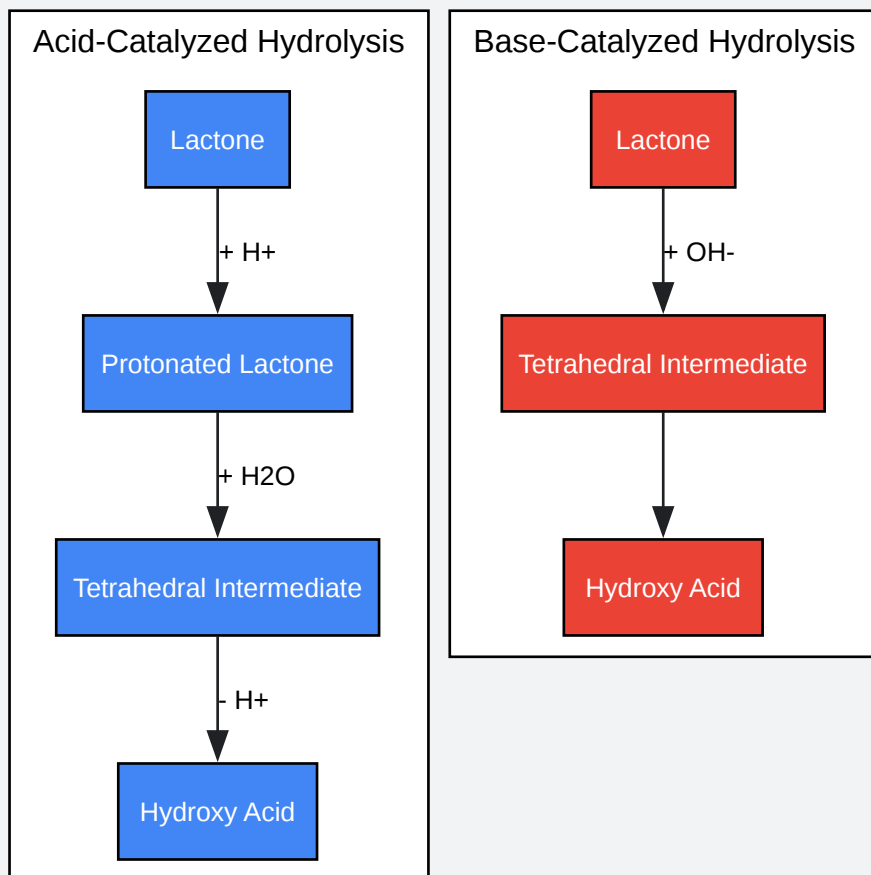 Acid-Catalyzed Hydrolysis
Lactone
+ H+
Protonated Lactone
+ H2O
Tetrahedral Intermediate
- H+
Hydroxy Acid
Base-Catalyzed Hydrolysis
Lactone
+ OH-
Tetrahedral Intermediate
Hydroxy Acid